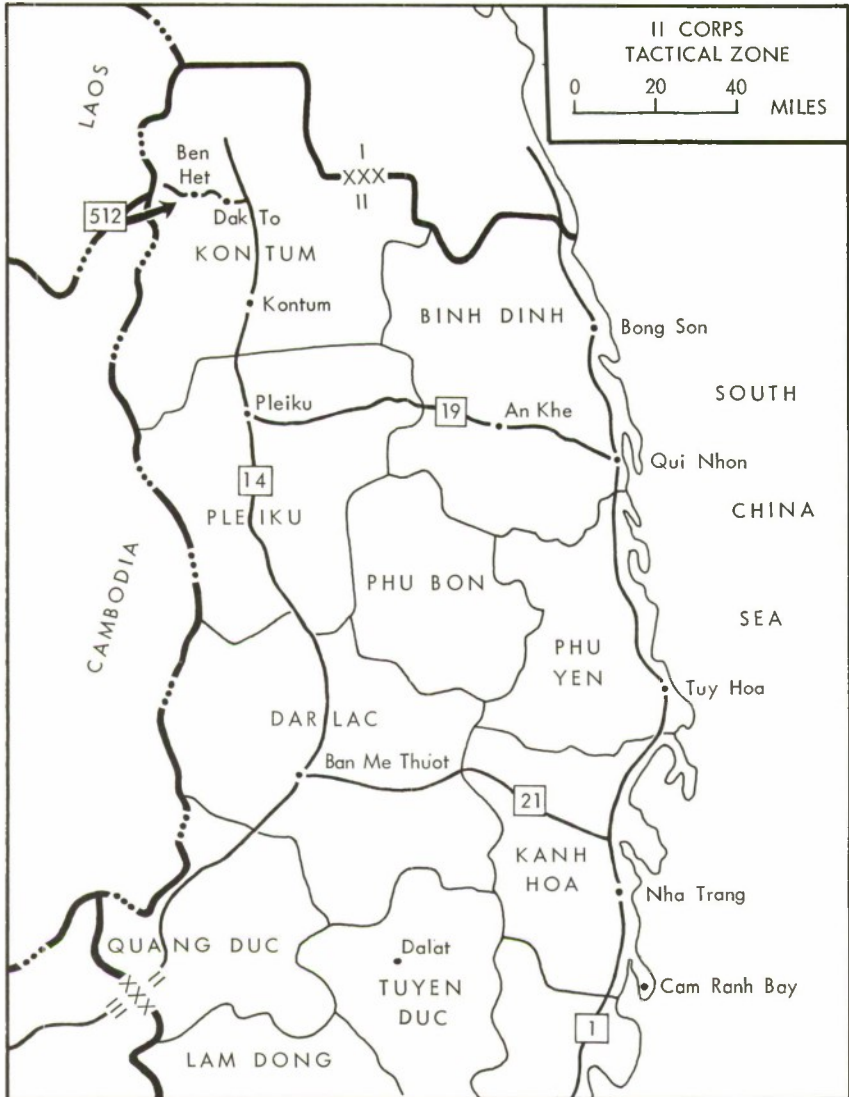 II CORPS
TACTICAL ZONE
0 20 40
MILES
LAOS
Ben
Het
I
XXX
II
512
Dak To
KONTUM
Kontum
BINH DINH
Bong Son
SOUTH
Pleiku
19
An Khe
Qui Nhon
14
CHINA
PLEIKU
CAMBODIA
PHU BON
SEA
PHU
YEN
Tuy Hoa
DAR LAC
Ban Me Thuot
21
KANH
HOA
Nha Trang
QUANG DUC
Dalat
II
XXX
III
TUYEN
DUC
Cam Ranh Bay
1
LAM DONG